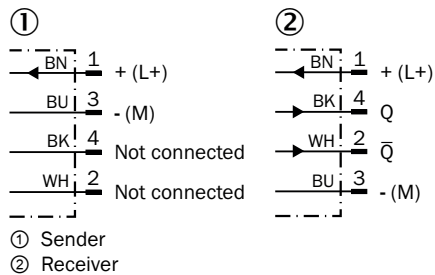 ① ②
BN 1 + (L+) BN 1 + (L+)
BU 3 - (M) BK 4 Q
BK 4 Not connected WH 2 Q̅
WH 2 Not connected BU 3 - (M)
① Sender
② Receiver